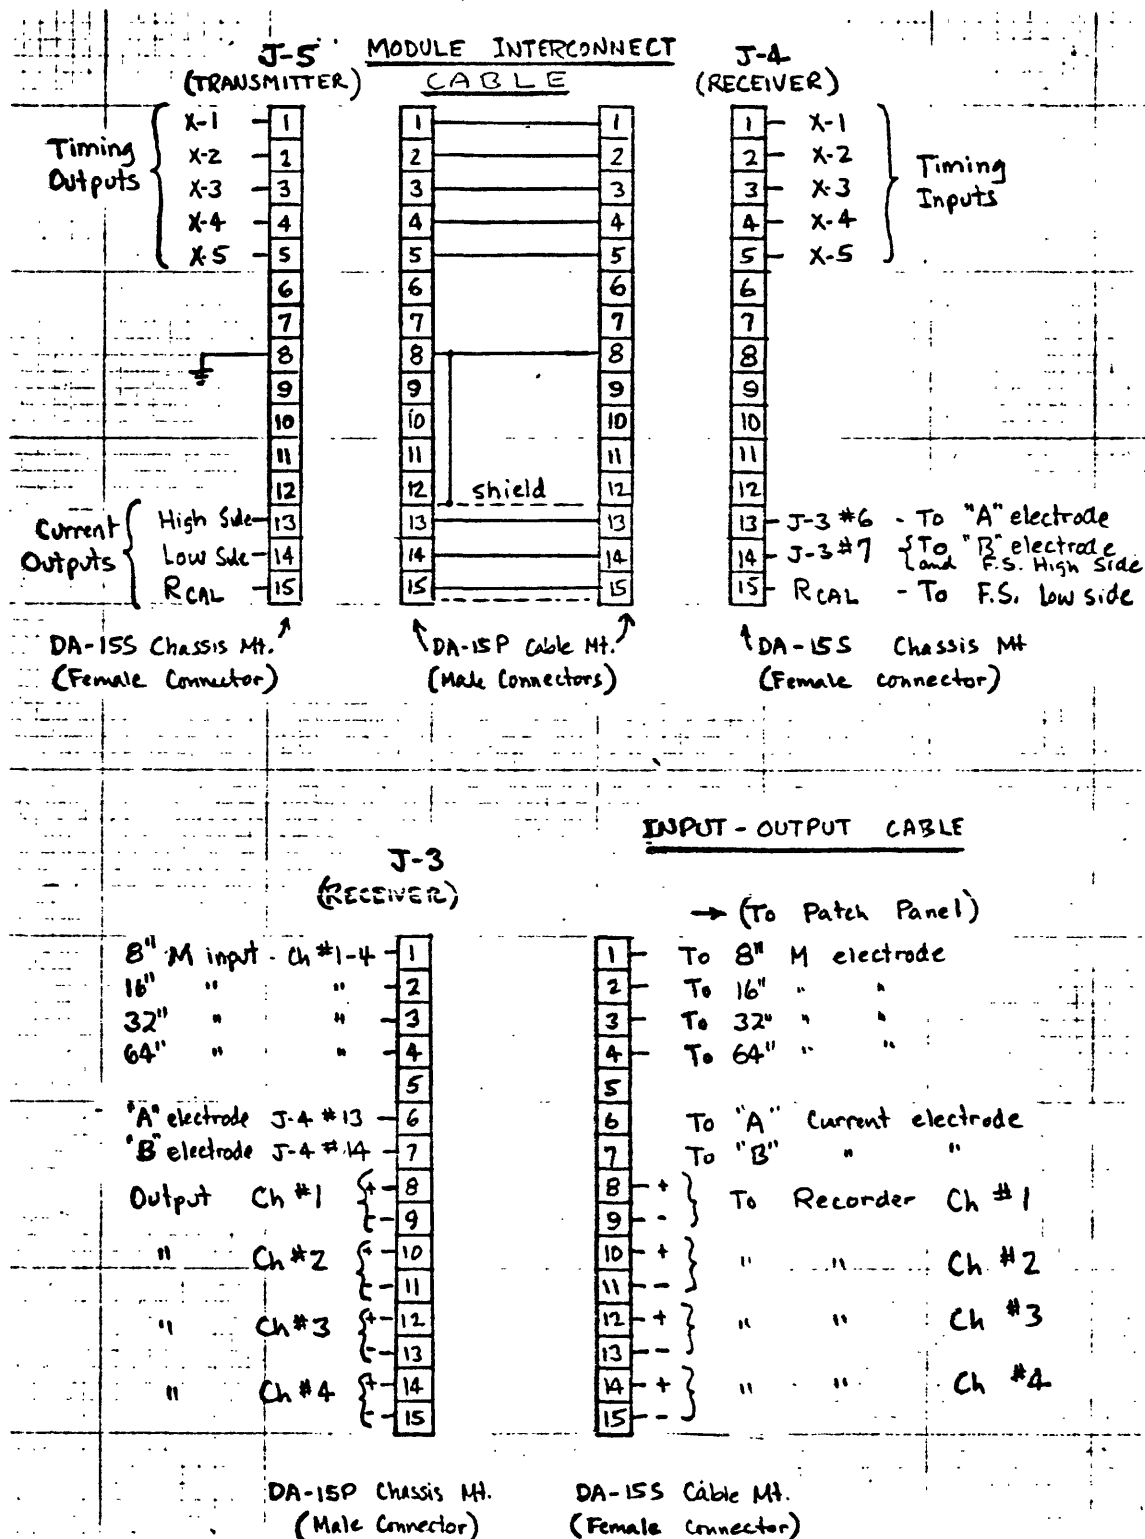 J-5 MODULE INTERCONNECT J-4
(TRANSMITTER) CABLE (RECEIVER)
Timing Outputs
X-1
X-2
X-3
X-4
X-5
1
2
3
4
5
6
7
8
9
10
11
12
13
14
15
Current Outputs
High Side
Low Side
RCAL
DA-15S Chassis Mt.
(Female Connector)
1
2
3
4
5
6
7
8
9
10
11
12
13
14
15
shield
1
2
3
4
5
6
7
8
9
10
11
12
13
14
15
DA-15P Cable Mt.
(Male Connectors)
1 X-1
2 X-2
3 X-3
4 X-4
5 X-5
Timing Inputs
6
7
8
9
10
11
12
13 - J-3 #6 - To "A" electrode
14 - J-3 #7 { To "B" electrode
and F.S. High Side
15 - RCAL - To F.S. Low side
DA-15S Chassis Mt
(Female connector)
INPUT-OUTPUT CABLE
J-3
(RECEIVER)
8" M input - Ch #1-4 - 1
16" " " - 2
32" " " - 3
64" " " - 4
5
"A" electrode J-4 #13 - 6
"B" electrode J-4 #14 - 7
Output Ch #1 { + - 8
- - 9
" Ch #2 { + - 10
- - 11
" Ch #3 { + - 12
- - 13
" Ch #4 { + - 14
- - 15
DA-15P Chassis Mt.
(Male Connector)
→ (To Patch Panel)
1 - To 8" M electrode
2 - To 16" " "
3 - To 32" " "
4 - To 64" " "
5
6 To "A" Current electrode
7 To "B" " "
8 - + } To Recorder Ch #1
9 - -
10 - + } " " Ch #2
11 - -
12 - + } " " Ch #3
13 - -
14 - + } " " Ch #4
15 - -
DA-15S Cable Mt.
(Female Connector)